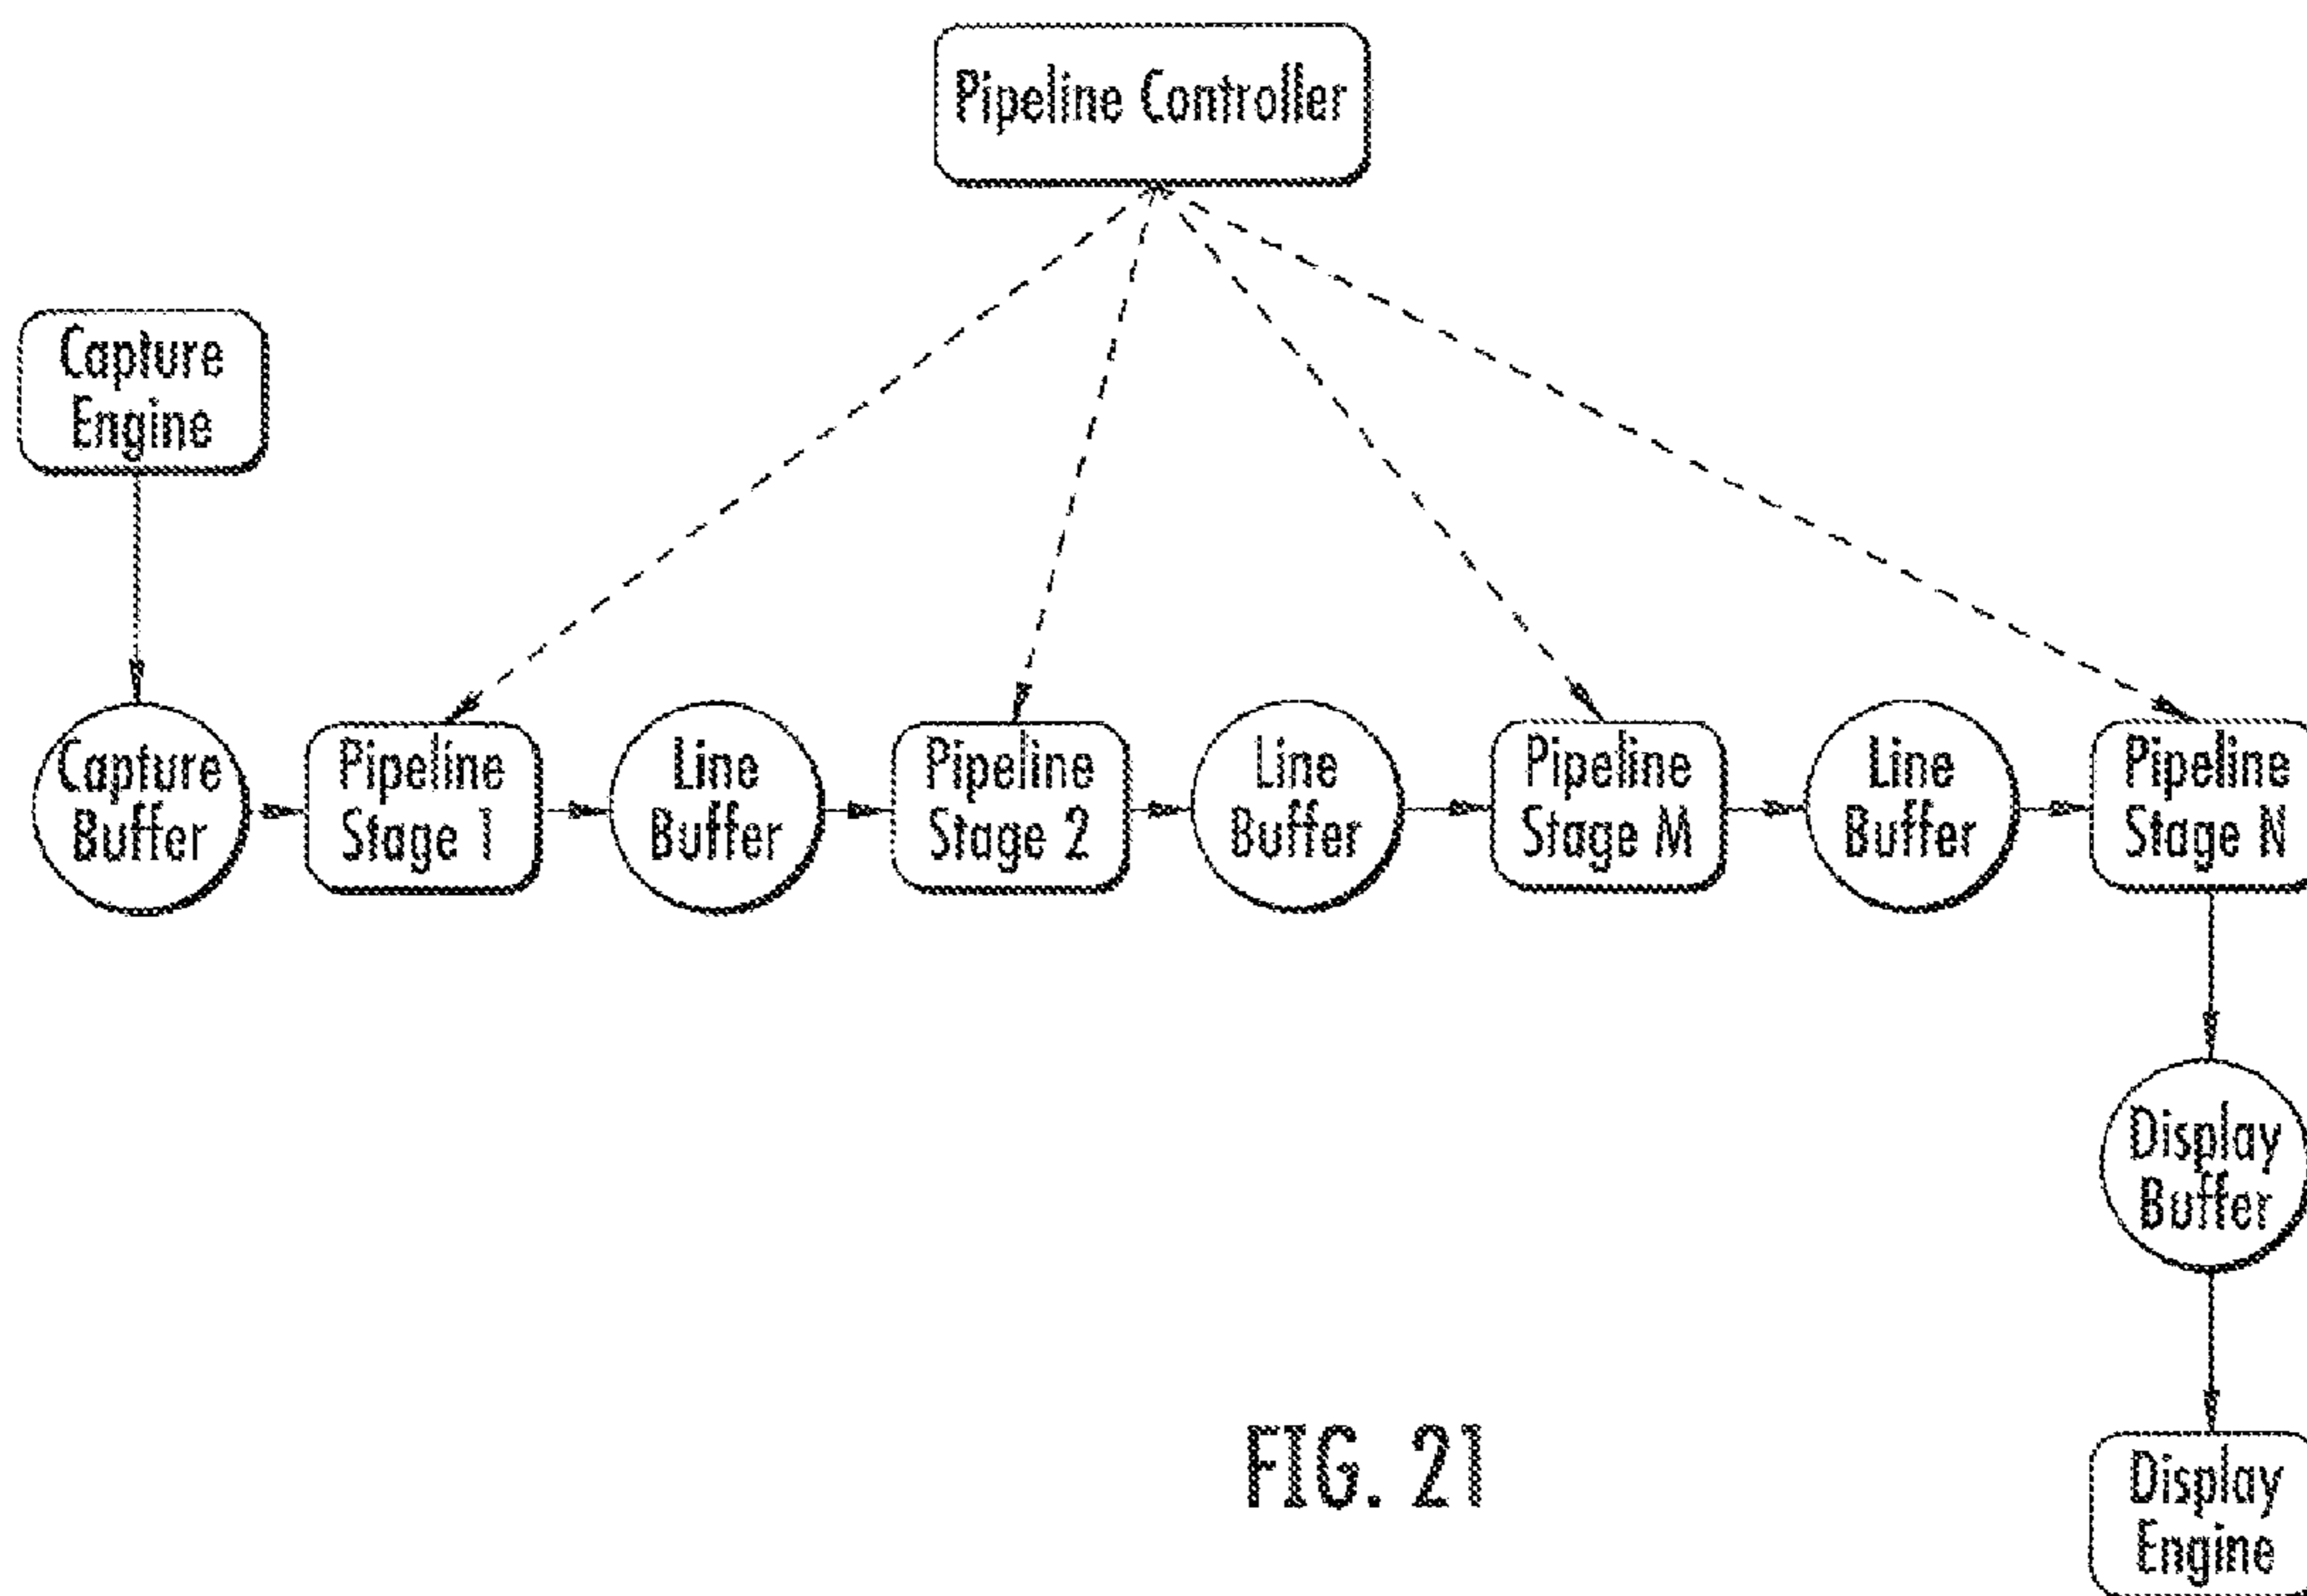 Pipeline Controller
Capture
Engine
Capture
Buffer
Pipeline
Stage 1
Line
Buffer
Pipeline
Stage 2
Line
Buffer
Pipeline
Stage M
Line
Buffer
Pipeline
Stage N
Display
Buffer
Display
Engine
FIG. 21